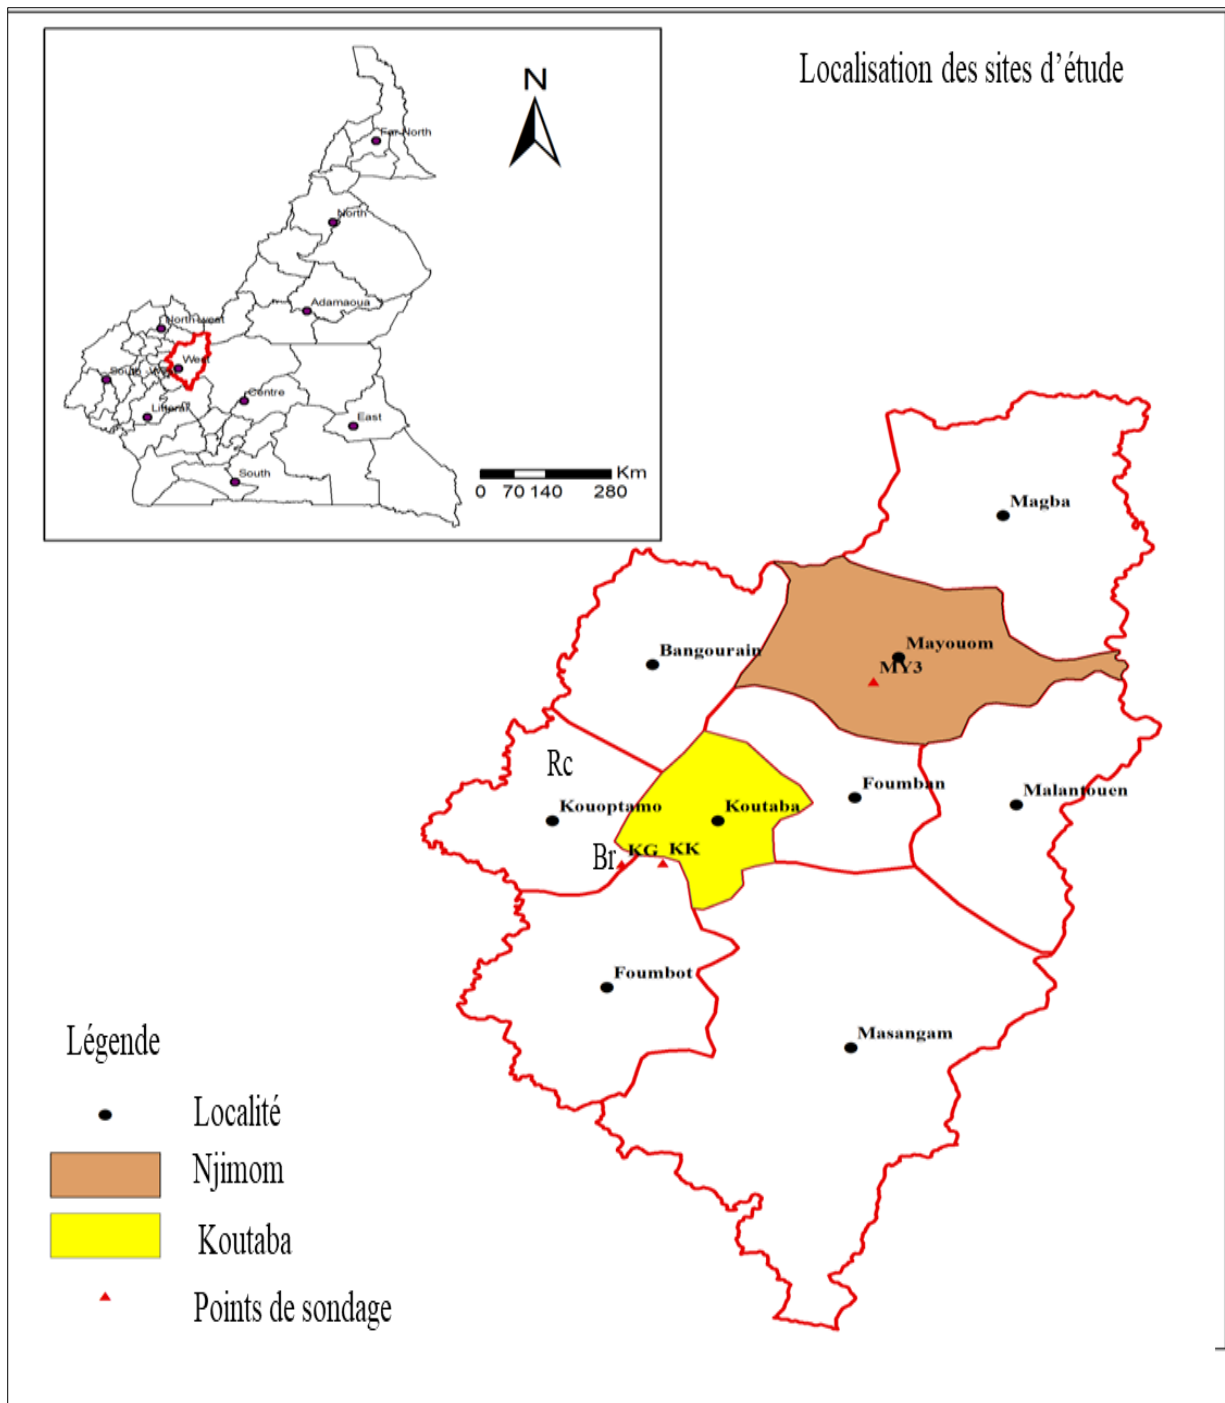 Localisation des sites d’étude
N
Far North
North
Adamaoua
North west
West
South -West
Centre
Littoral
East
South
Km
0 70 140 280
Magba
Mayouom
Bangourain
MY3
Rc
Foumban
Malantouen
Kouoptamo
Koutaba
Br
KG
KK
Foumbot
Masangam
Légende
Localité
Njimom
Koutaba
Points de sondage